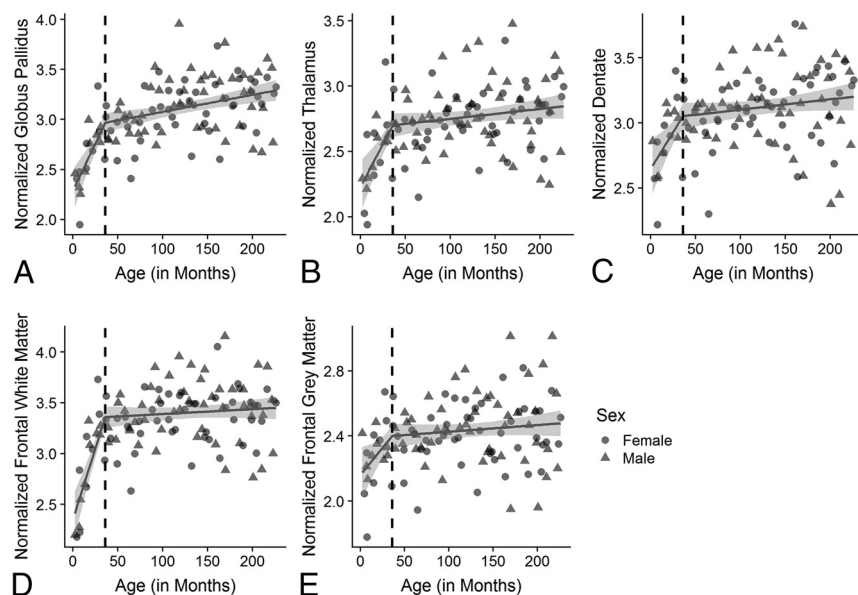 Normalized Globus Pallidus
4.0
3.5
3.0
2.5
2.0
0 50 100 150 200
Age (in Months)
A
Normalized Thalamus
3.5
3.0
2.5
2.0
0 50 100 150 200
Age (in Months)
B
Normalized Dentate
3.5
3.0
2.5
0 50 100 150 200
Age (in Months)
C
Normalized Frontal White Matter
4.0
3.5
3.0
2.5
0 50 100 150 200
Age (in Months)
D
Normalized Frontal Grey Matter
2.8
2.4
2.0
0 50 100 150 200
Age (in Months)
E
Sex
Female
Male